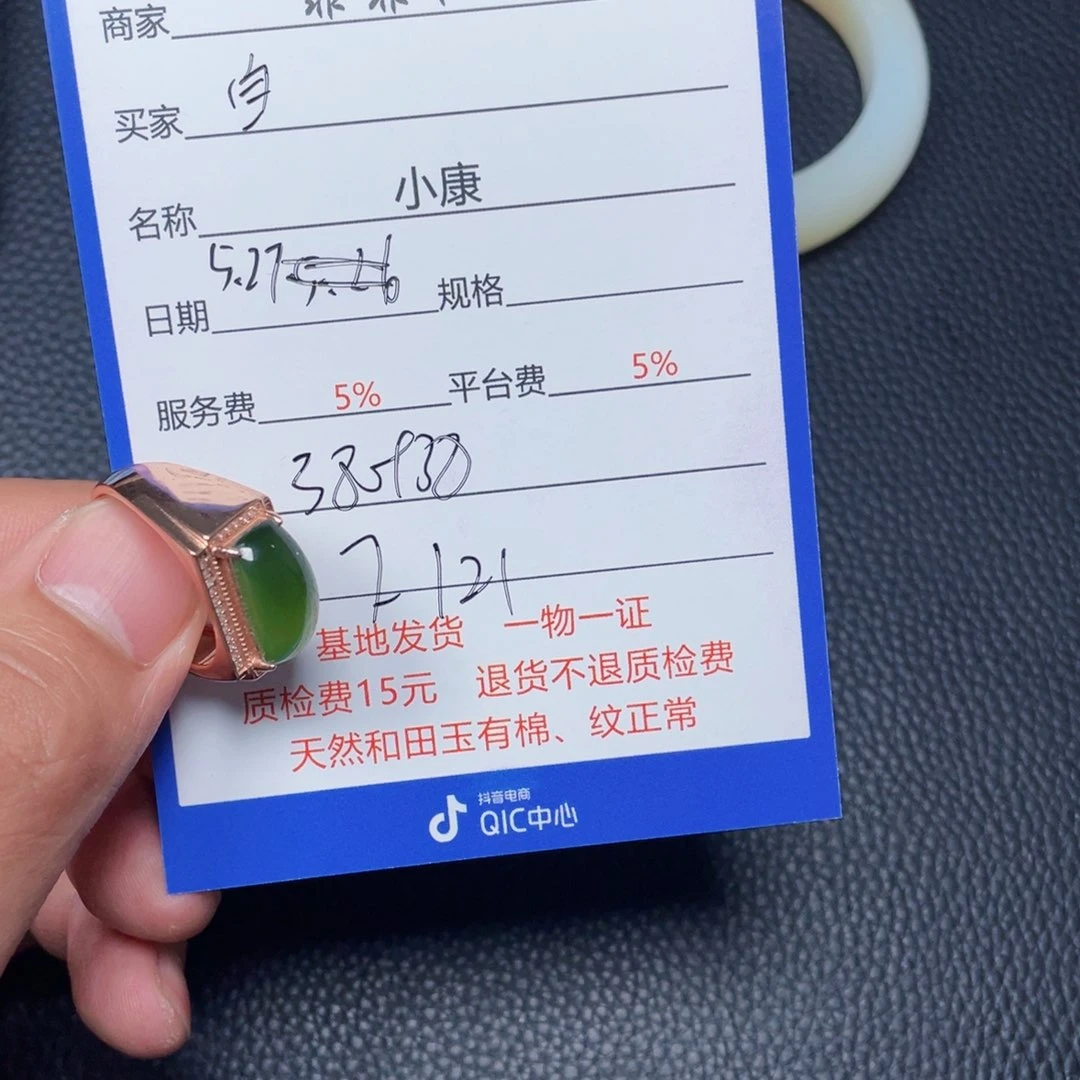 商家
买家
名称 小康
日期 5.27 规格
服务费 5% 平台费 5%
7121
基地发货 一物一证
质检费15元 退货不退质检费
天然和田玉有棉、纹正常
抖音电商
QIC中心